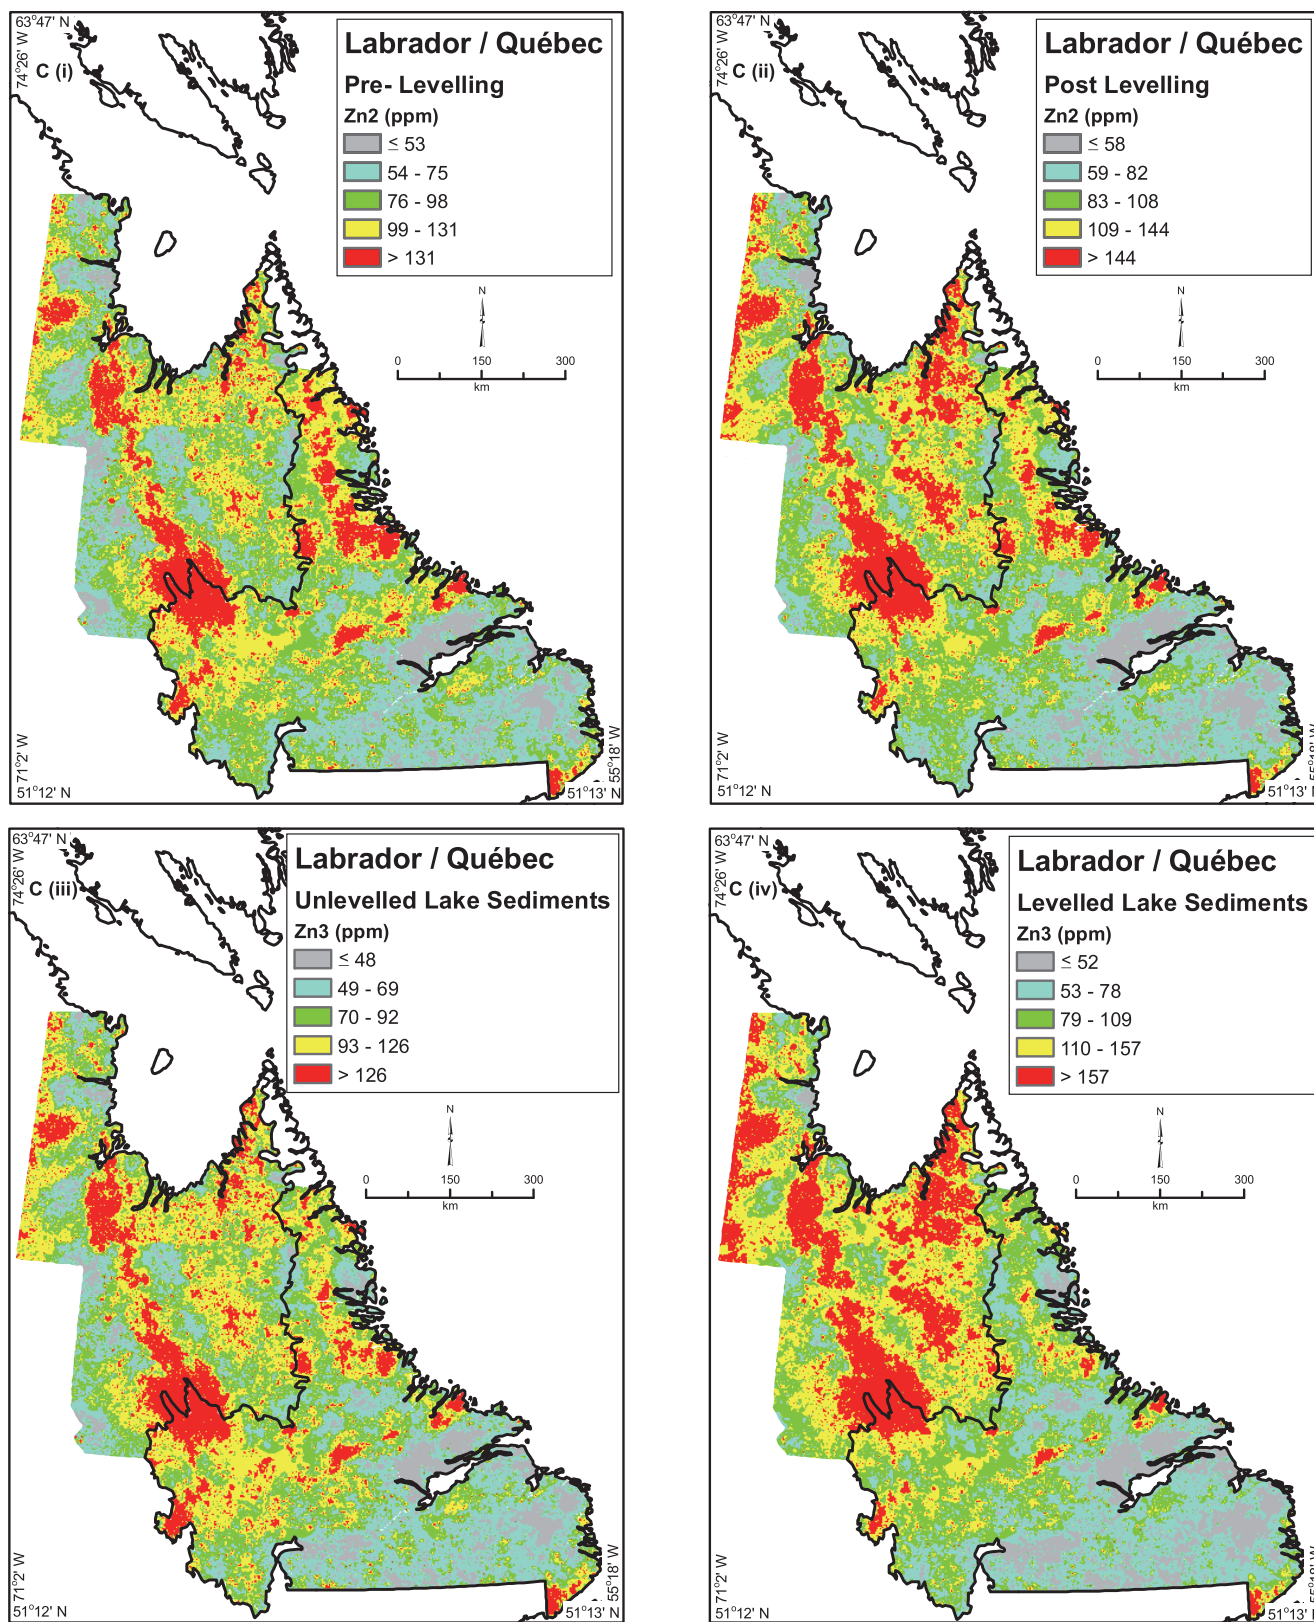 63°47' N
74°26' W
C (i)
Labrador / Québec
Pre- Levelling
Zn2 (ppm)
≤ 53
54 - 75
76 - 98
99 - 131
> 131
N
0 150 300
km
71°2' W
51°12' N
55°18' W
51°13' N
63°47' N
74°26' W
C (ii)
Labrador / Québec
Post Levelling
Zn2 (ppm)
≤ 58
59 - 82
83 - 108
109 - 144
> 144
N
0 150 300
km
71°2' W
51°12' N
55°18' W
51°13' N
63°47' N
74°26' W
C (iii)
Labrador / Québec
Unlevelled Lake Sediments
Zn3 (ppm)
≤ 48
49 - 69
70 - 92
93 - 126
> 126
N
0 150 300
km
71°2' W
51°12' N
55°18' W
51°13' N
63°47' N
74°26' W
C (iv)
Labrador / Québec
Levelled Lake Sediments
Zn3 (ppm)
≤ 52
53 - 78
79 - 109
110 - 157
> 157
N
0 150 300
km
71°2' W
51°12' N
55°18' W
51°13' N